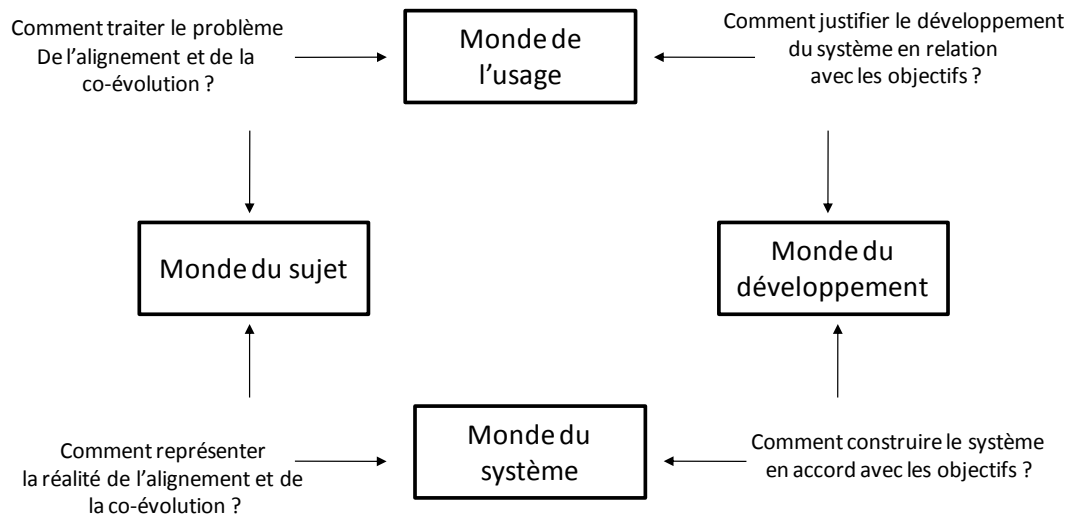 Comment traiter le problème
De l'alignement et de la
co-évolution ?
Monde de
l'usage
Comment justifier le développement
du système en relation
avec les objectifs ?
Monde du sujet
Monde du
développement
Comment représenter
la réalité de l'alignement et de
la co-évolution ?
Monde du
système
Comment construire le système
en accord avec les objectifs ?